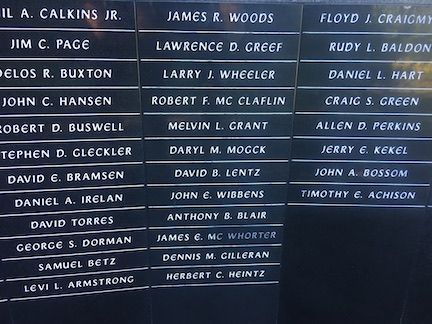 IL A. CALKINS JR.
JIM C. PAGE
DELOS R. BUXTON
JOHN C. HANSEN
ROBERT D. BUSWELL
STEPHEN D. GLECKLER
DAVID E. BRAMSEN
DANIEL A. IRELAN
DAVID TORRES
GEORGE S. DORMAN
SAMUEL BETZ
LEVI L. ARMSTRONG
JAMES R. WOODS
LAWRENCE D. GREEF
LARRY J. WHEELER
ROBERT F. MC CLAFLIN
MELVIN L. GRANT
DARYL M. MOGCK
DAVID B. LENTZ
JOHN E. WIBBENS
ANTHONY B. BLAIR
JAMES E. MC WHORTER
DENNIS M. GILLERAN
HERBERT C. HEINTZ
FLOYD J. CRAIGMY
RUDY L. BALDON
DANIEL L. HART
CRAIG S. GREEN
ALLEN D. PERKINS
JERRY E. KEKEL
JOHN A. BOSSOM
TIMOTHY E. ACHISON